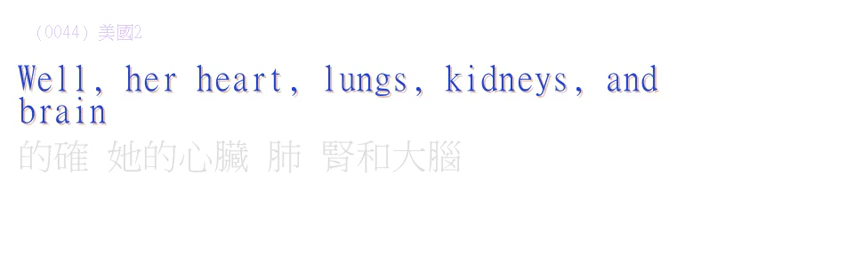 （0044）美國2
Well, her heart, lungs, kidneys, and
brain
的確 她的心臟 肺 腎和大腦